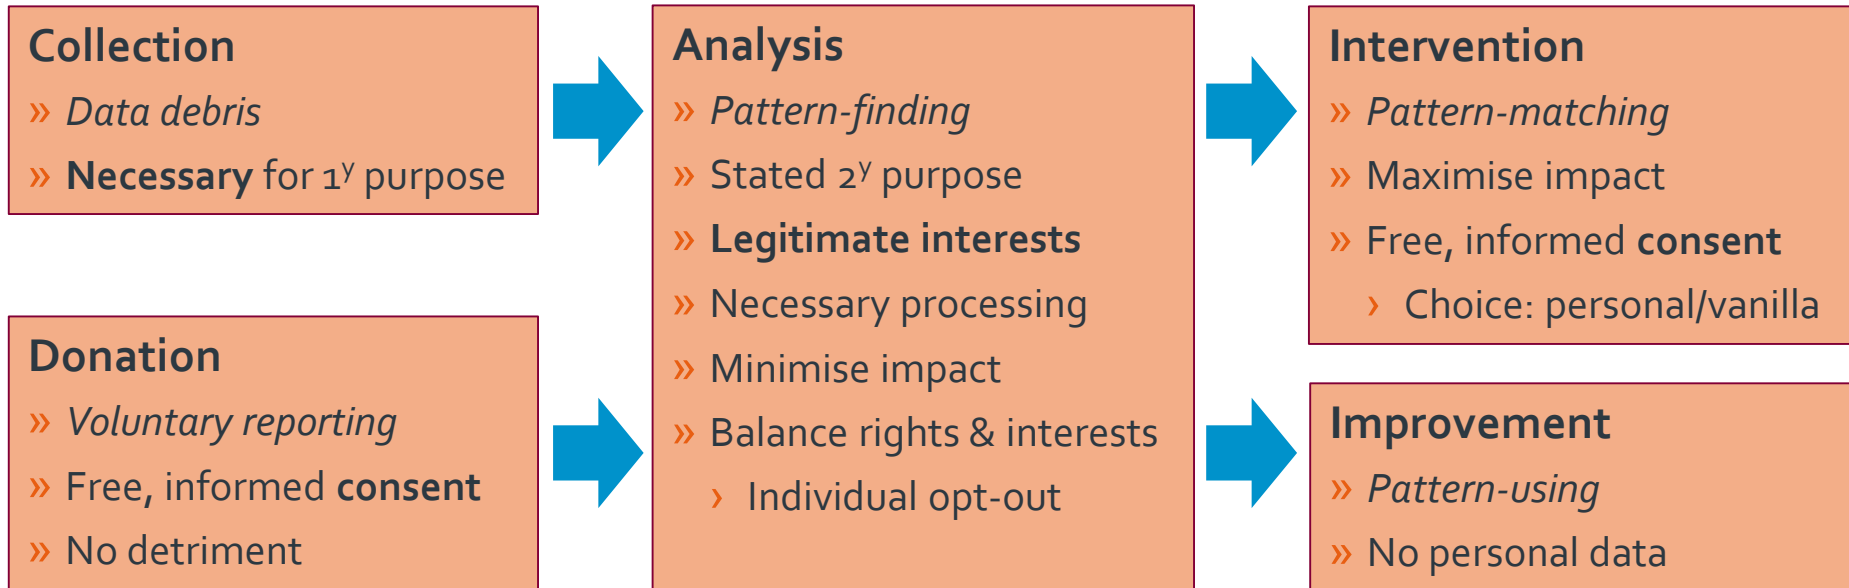 Collection
» Data debris
» Necessary for 1ʸ purpose
Donation
» Voluntary reporting
» Free, informed consent
» No detriment
Analysis
» Pattern-finding
» Stated 2ʸ purpose
» Legitimate interests
» Necessary processing
» Minimise impact
» Balance rights & interests
› Individual opt-out
Intervention
» Pattern-matching
» Maximise impact
» Free, informed consent
› Choice: personal/vanilla
Improvement
» Pattern-using
» No personal data